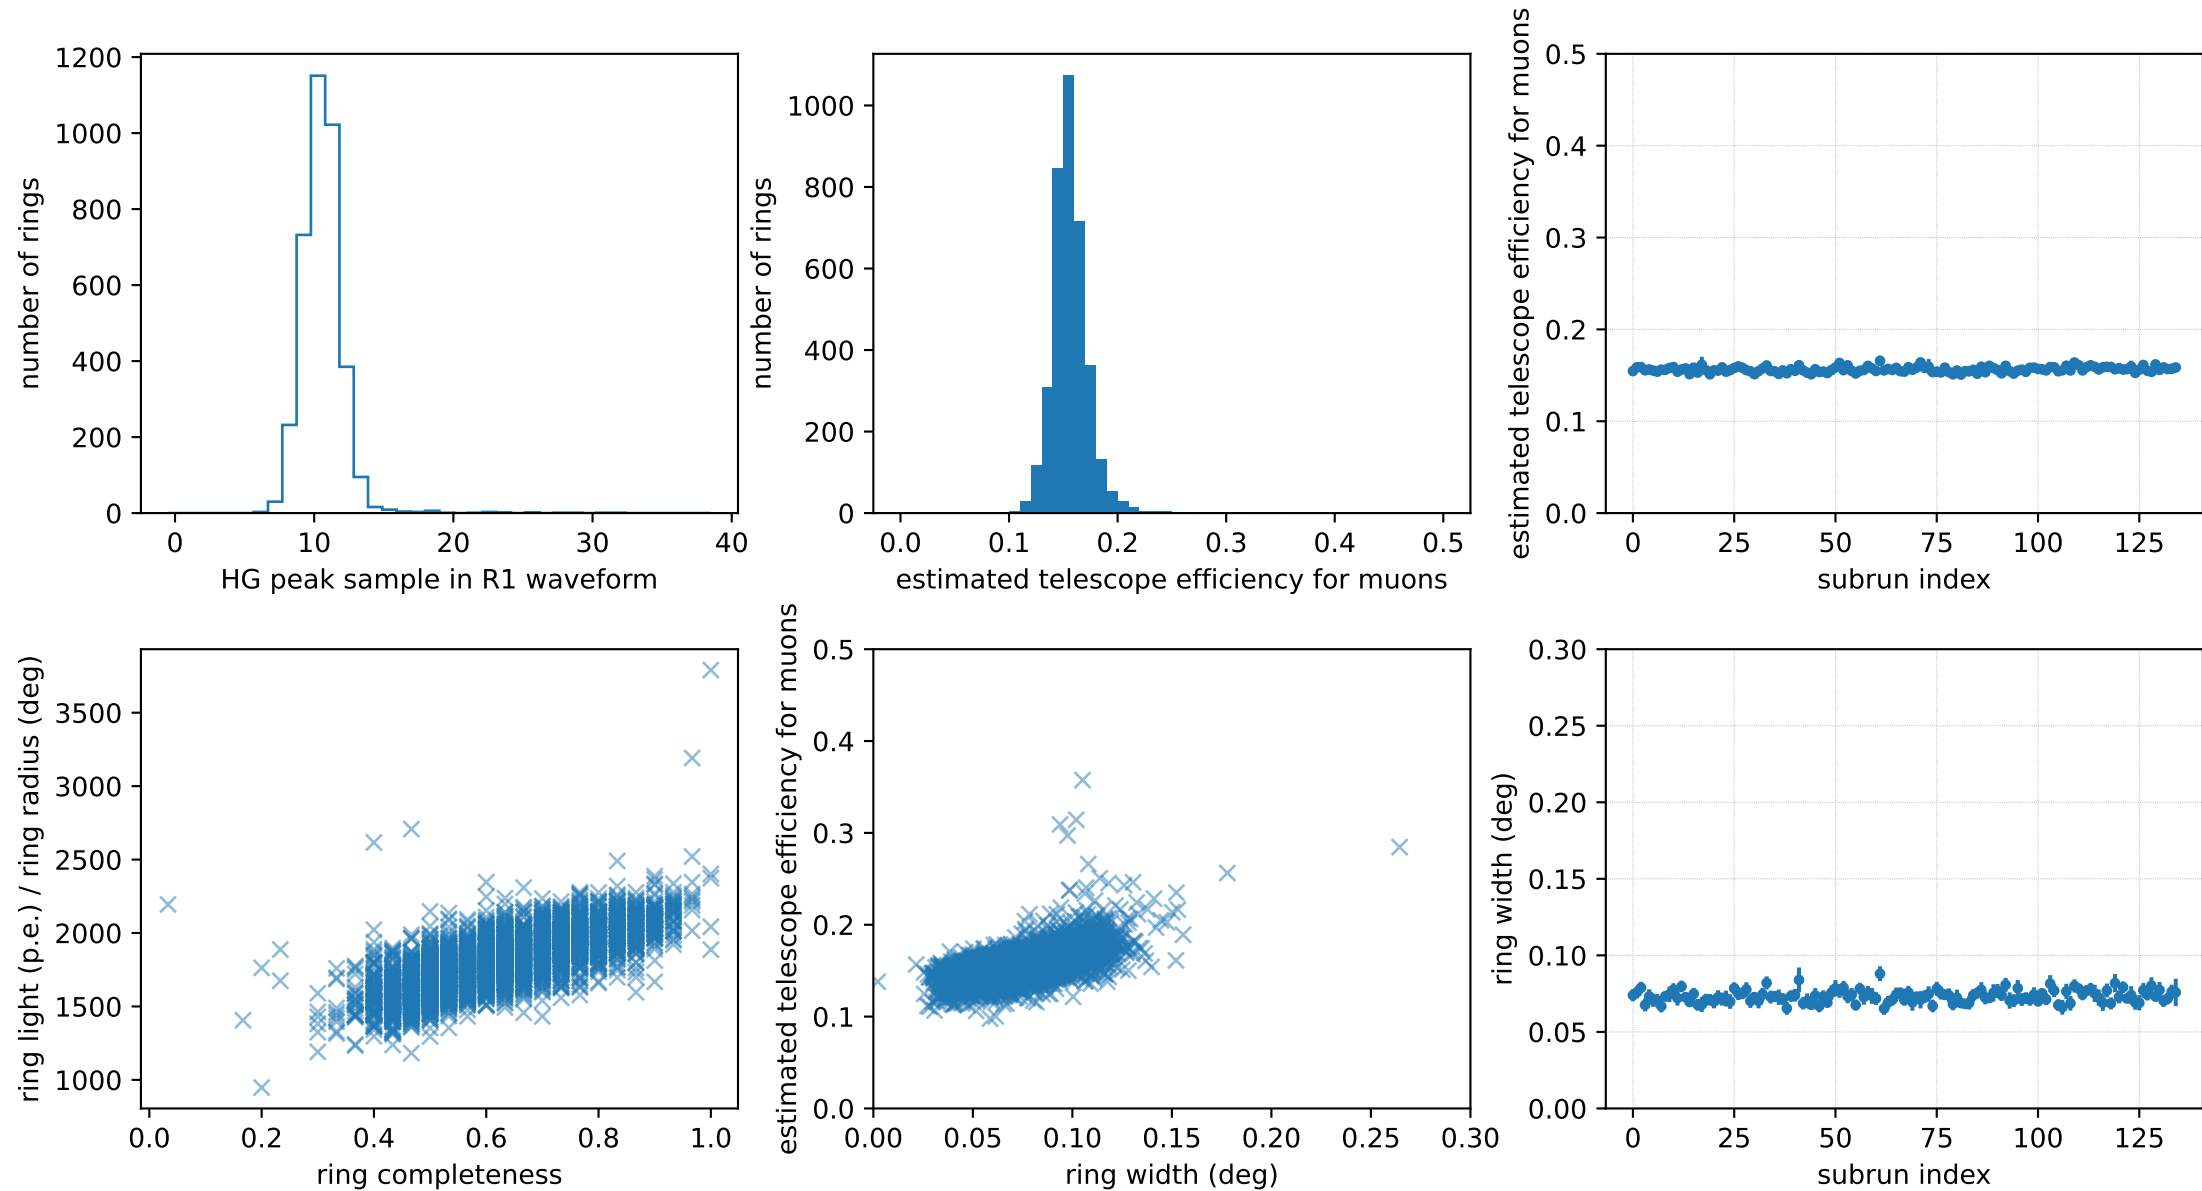 1200
1000
800
600
400
200
0
number of rings
0 10 20 30 40
HG peak sample in R1 waveform
1000
800
600
400
200
0
number of rings
0.0 0.1 0.2 0.3 0.4 0.5
estimated telescope efficiency for muons
0.5
0.4
0.3
0.2
0.1
0.0
estimated telescope efficiency for muons
0 25 50 75 100 125
subrun index
3500
3000
2500
2000
1500
1000
ring light (p.e.) / ring radius (deg)
0.0 0.2 0.4 0.6 0.8 1.0
ring completeness
0.5
0.4
0.3
0.2
0.1
0.0
estimated telescope efficiency for muons
0.00 0.05 0.10 0.15 0.20 0.25 0.30
ring width (deg)
0.30
0.25
0.20
0.15
0.10
0.05
0.00
ring width (deg)
0 25 50 75 100 125
subrun index